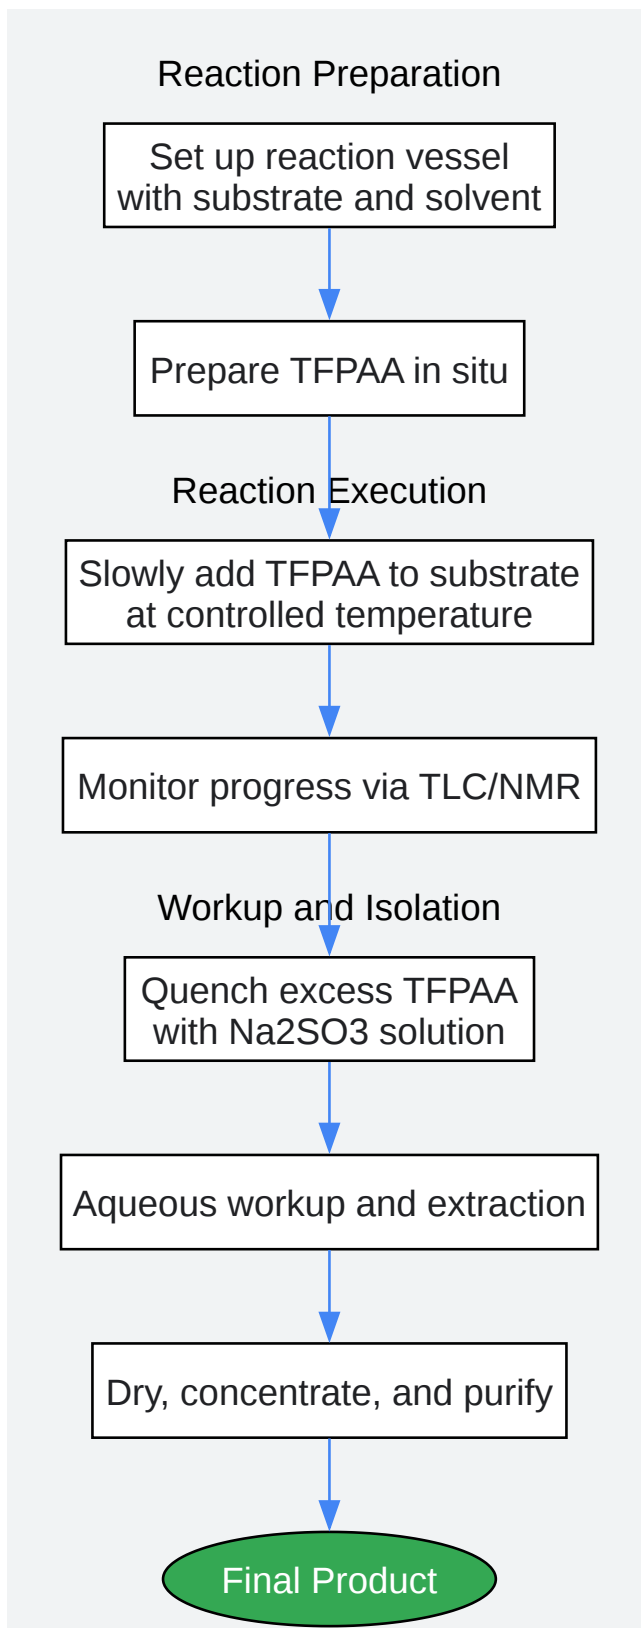 Reaction Preparation
Set up reaction vessel
with substrate and solvent
Prepare TFPAA in situ
Reaction Execution
Slowly add TFPAA to substrate
at controlled temperature
Monitor progress via TLC/NMR
Workup and Isolation
Quench excess TFPAA
with Na2SO3 solution
Aqueous workup and extraction
Dry, concentrate, and purify
Final Product